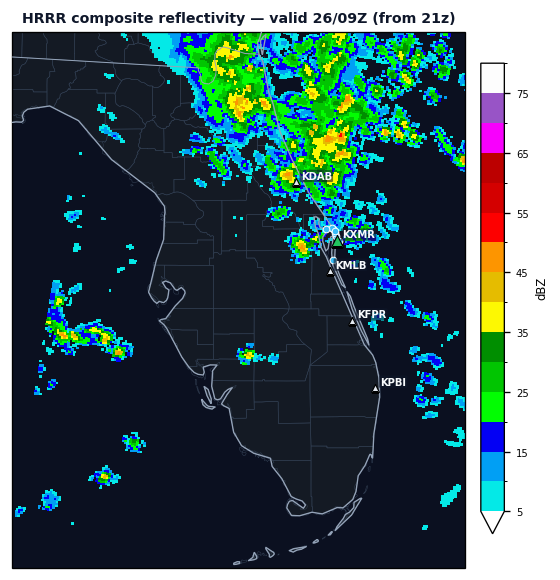 HRRR composite reflectivity — valid 26/09Z (from 21z)
KDAB
KXMR
KMLB
KFPR
KPBI
75
65
55
45
35
25
15
5
dBZ